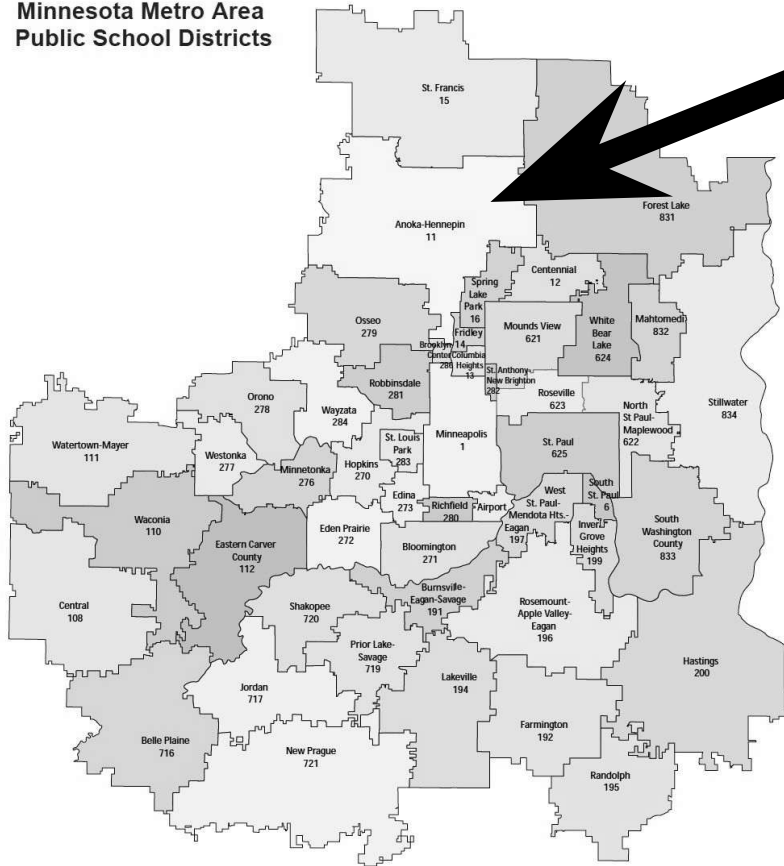 Minnesota Metro Area
Public School Districts
St. Francis
15
Forest Lake
831
Anoka-Hennepin
11
Centennial
12
Spring
Lake
Park
16
Osseo
279
Mounds View
621
White
Bear
Lake
624
Mahtomedi
832
Fridley
14
Brooklyn
Center
286
Columbia
Heights
13
St. Anthony-
New Brighton
282
Robbinsdale
281
Orono
278
Wayzata
284
Roseville
623
North
St Paul-
Maplewood
622
Stillwater
834
Watertown-Mayer
111
Westonka
277
Minnetonka
276
Hopkins
270
St. Louis
Park
283
Minneapolis
1
St. Paul
625
Edina
273
Richfield
280
Airport
West
St. Paul-
Mendota Hts.-
Eagan
197
South
St. Paul
6
Waconia
110
Eastern Carver
County
112
Eden Prairie
272
Bloomington
271
Inver
Grove
Heights
199
South
Washington
County
833
Central
108
Shakopee
720
Burnsville-
Eagan-Savage
191
Rosemount-
Apple Valley-
Eagan
196
Prior Lake-
Savage
719
Hastings
200
Jordan
717
Lakeville
194
Farmington
192
Belle Plaine
716
New Prague
721
Randolph
195